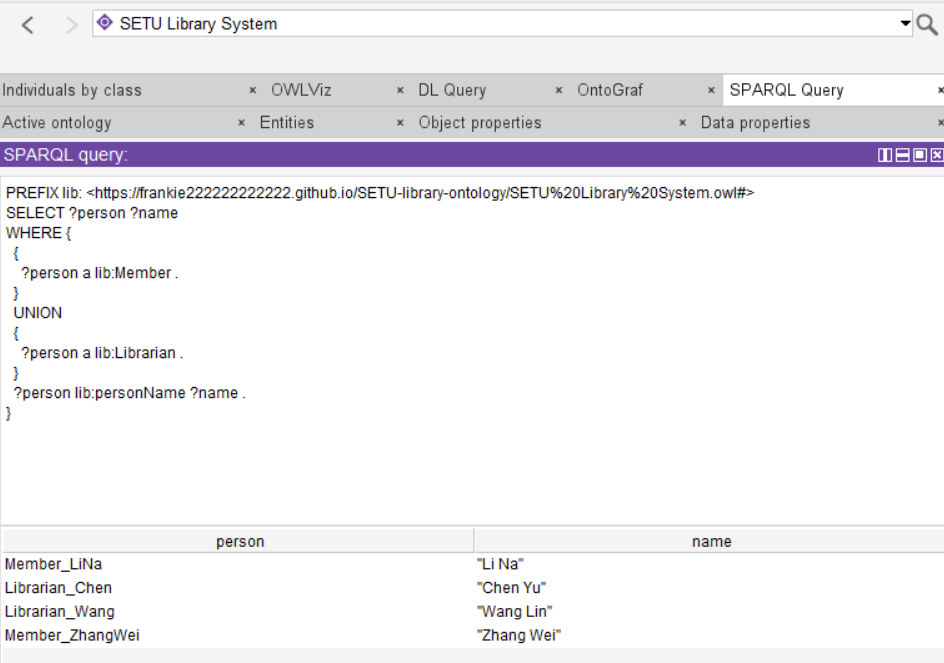 SETU Library System
Individuals by class × OWLViz × DL Query × OntoGraf × SPARQL Query ×
Active ontology × Entities × Object properties × Data properties ×
SPARQL query:
PREFIX lib: <https://frankie222222222222.github.io/SETU-library-ontology/SETU%20Library%20System.owl#>
SELECT ?person ?name
WHERE {
{
?person a lib:Member .
}
UNION
{
?person a lib:Librarian .
}
?person lib:personName ?name .
}
person name
Member_LiNa "Li Na"
Librarian_Chen "Chen Yu"
Librarian_Wang "Wang Lin"
Member_ZhangWei "Zhang Wei"